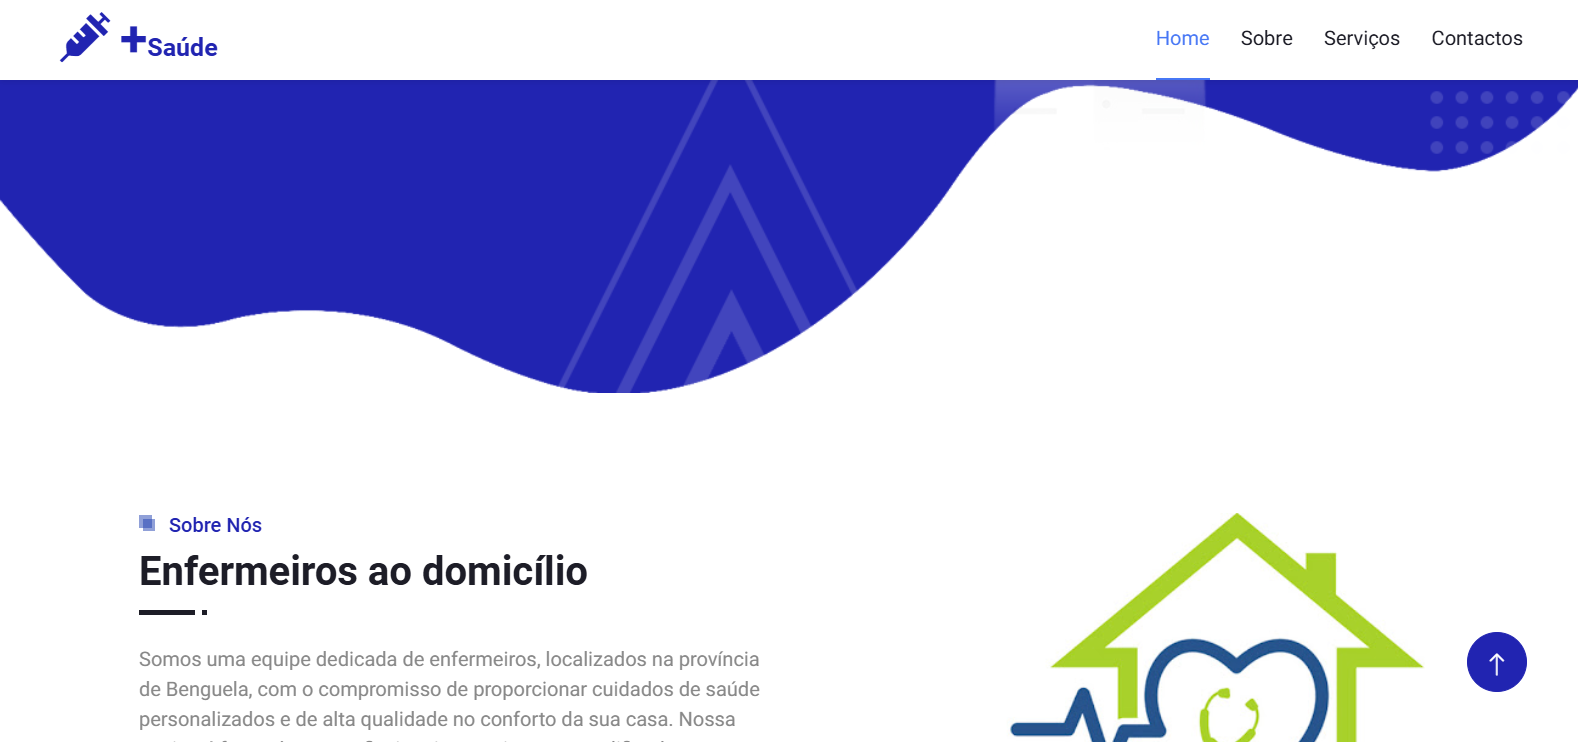 +Saúde
Home Sobre Serviços Contactos
Sobre Nós
Enfermeiros ao domicílio
Somos uma equipe dedicada de enfermeiros, localizados na província
de Benguela, com o compromisso de proporcionar cuidados de saúde
personalizados e de alta qualidade no conforto da sua casa. Nossa